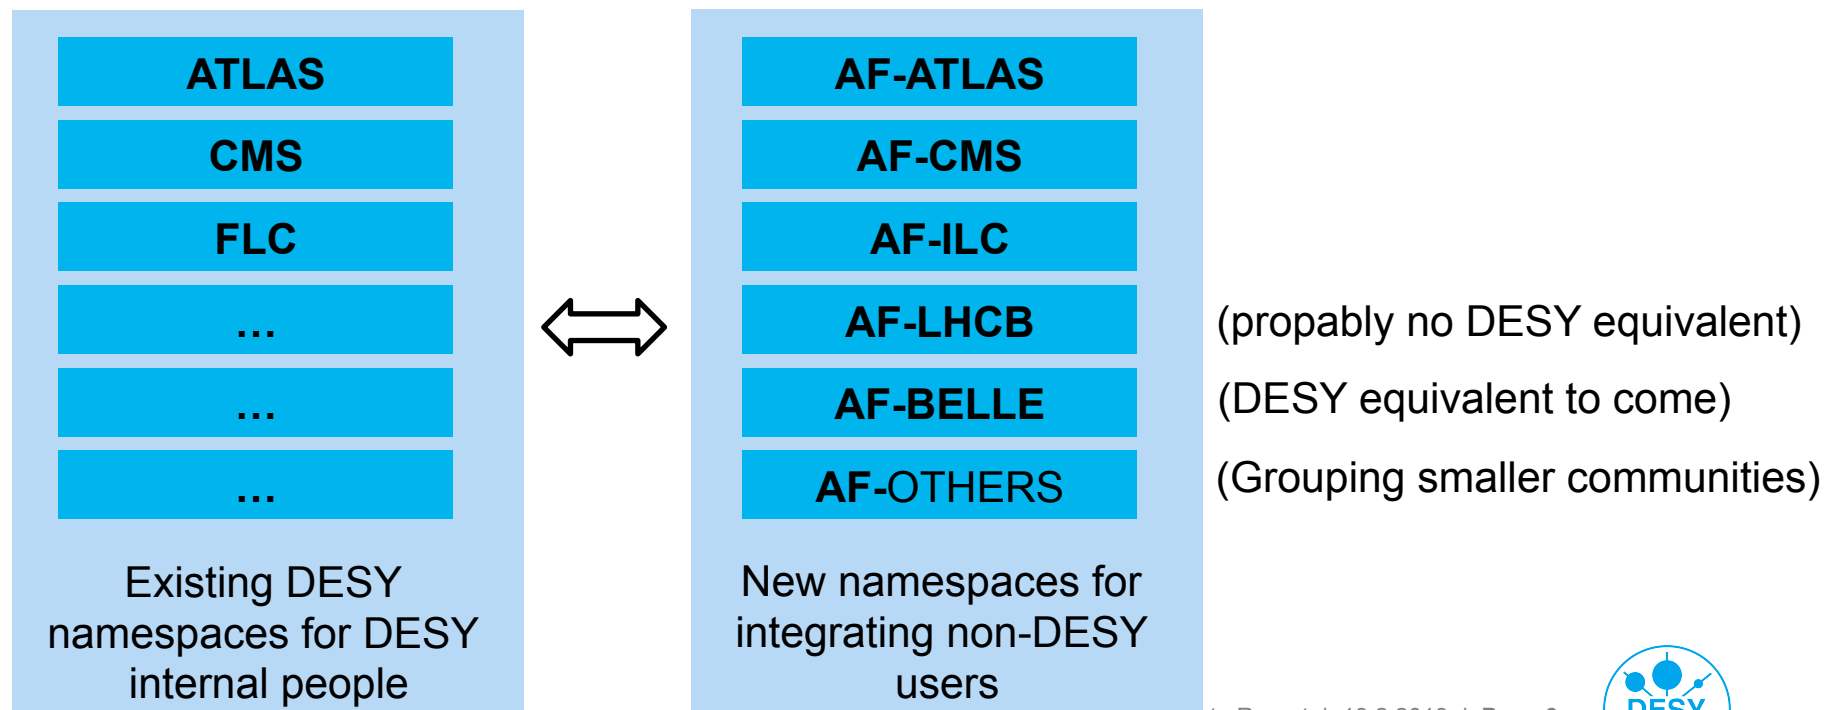 ATLAS
CMS
FLC
...
...
...
Existing DESY
namespaces for DESY
internal people
AF-ATLAS
AF-CMS
AF-ILC
AF-LHCB
AF-BELLE
AF-OTHERS
New namespaces for
integrating non-DESY
users
(propably no DESY equivalent)
(DESY equivalent to come)
(Grouping smaller communities)
DESY